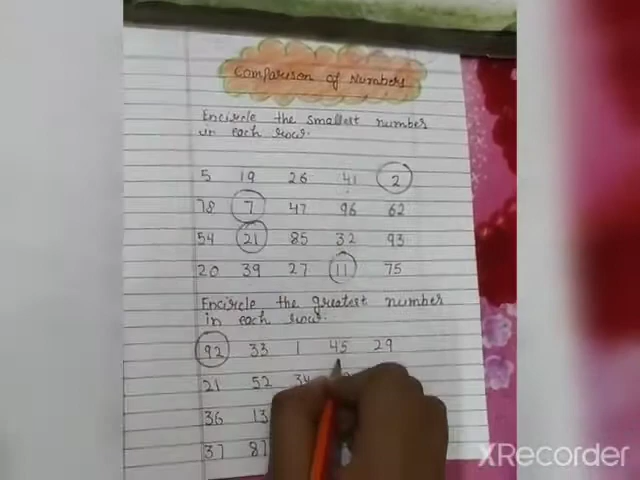 Comparison of Numbers
Encircle the smallest number
in each row.
5 19 26 41 2
78 7 47 96 62
54 21 85 32 93
20 39 27 11 75
Encircle the greatest number
in each row.
92 33 1 45 29
21 52 34
36 13
37
XRecorder